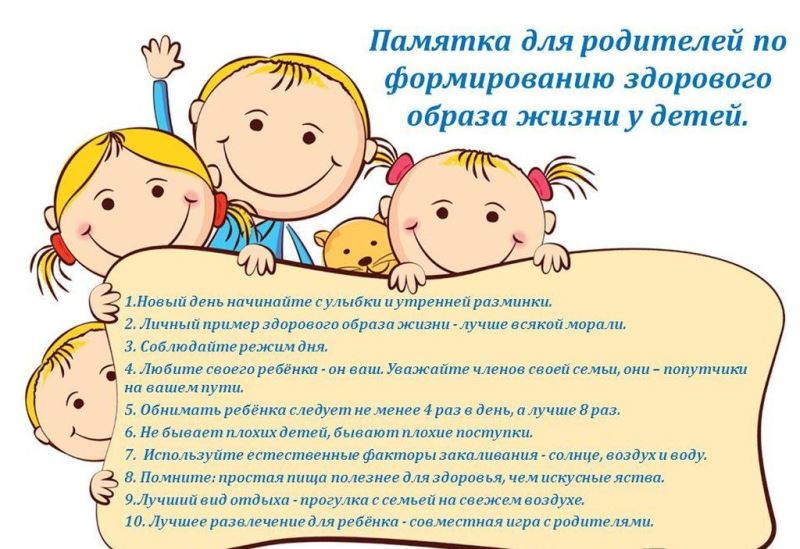 Памятка для родителей по
формированию здорового
образа жизни у детей.
1.Новый день начинайте с улыбки и утренней разминки.
2. Личный пример здорового образа жизни - лучше всякой морали.
3. Соблюдайте режим дня.
4. Любите своего ребёнка - он ваш. Уважайте членов своей семьи, они – попутчики
на вашем пути.
5. Обнимать ребёнка следует не менее 4 раз в день, а лучше 8 раз.
6. Не бывает плохих детей, бывают плохие поступки.
7. Используйте естественные факторы закаливания - солнце, воздух и воду.
8. Помните: простая пища полезнее для здоровья, чем искусные яства.
9.Лучший вид отдыха - прогулка с семьей на свежем воздухе.
10. Лучшее развлечение для ребёнка - совместная игра с родителями.